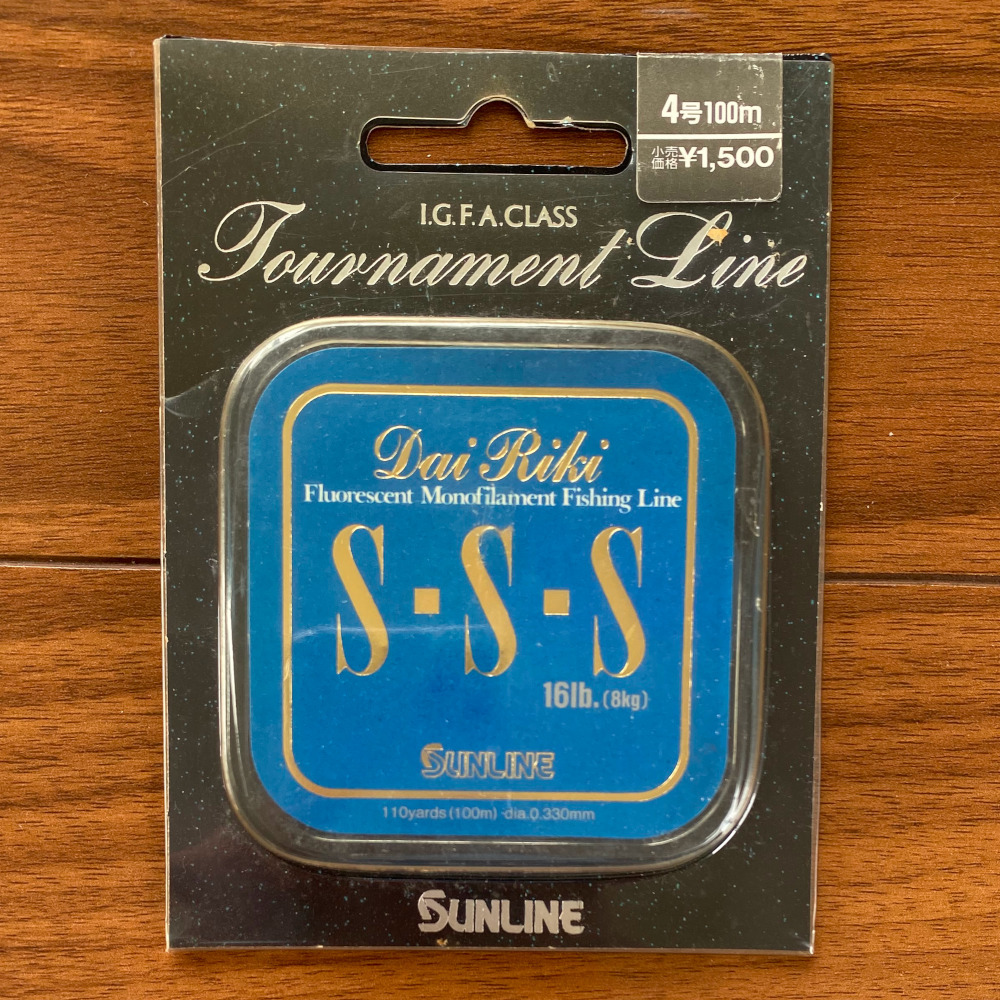 4号100m
小売価格 ¥1,500
I.G.F.A.CLASS
Tournament Line
Dai Riki
Fluorescent Monofilament Fishing Line
S·S·S
16lb.(8kg)
SUNLINE
110yards(100m) dia.0.330mm
SUNLINE